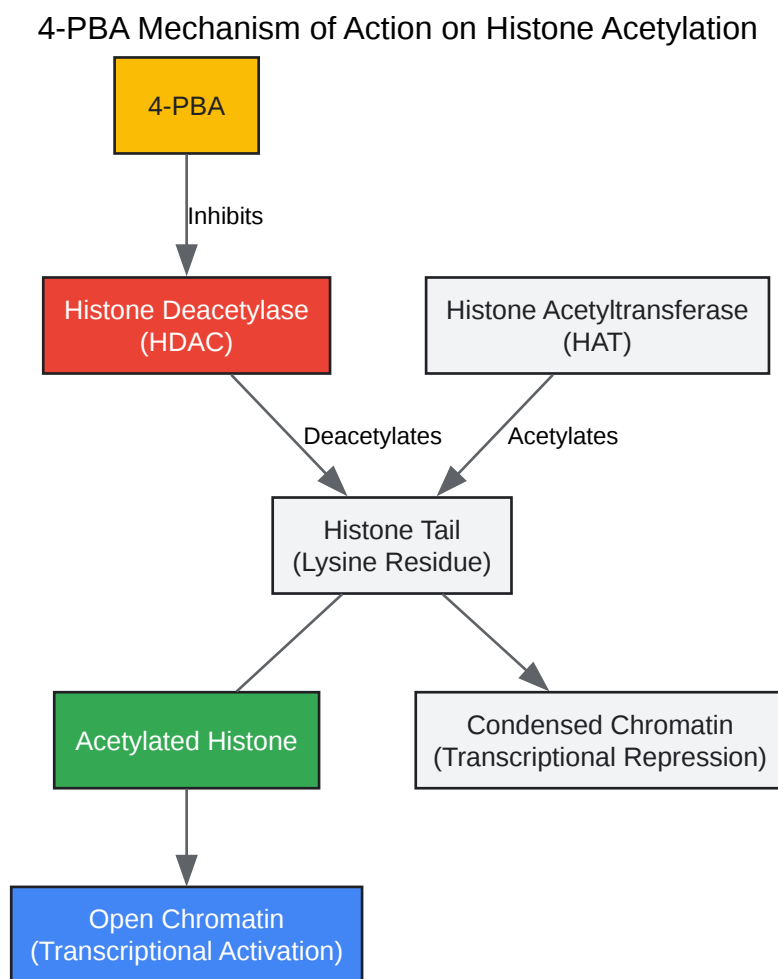 4-PBA Mechanism of Action on Histone Acetylation
4-PBA
Inhibits
Histone Deacetylase
(HDAC)
Histone Acetyltransferase
(HAT)
Deacetylates
Acetylates
Histone Tail
(Lysine Residue)
Acetylated Histone
Condensed Chromatin
(Transcriptional Repression)
Open Chromatin
(Transcriptional Activation)